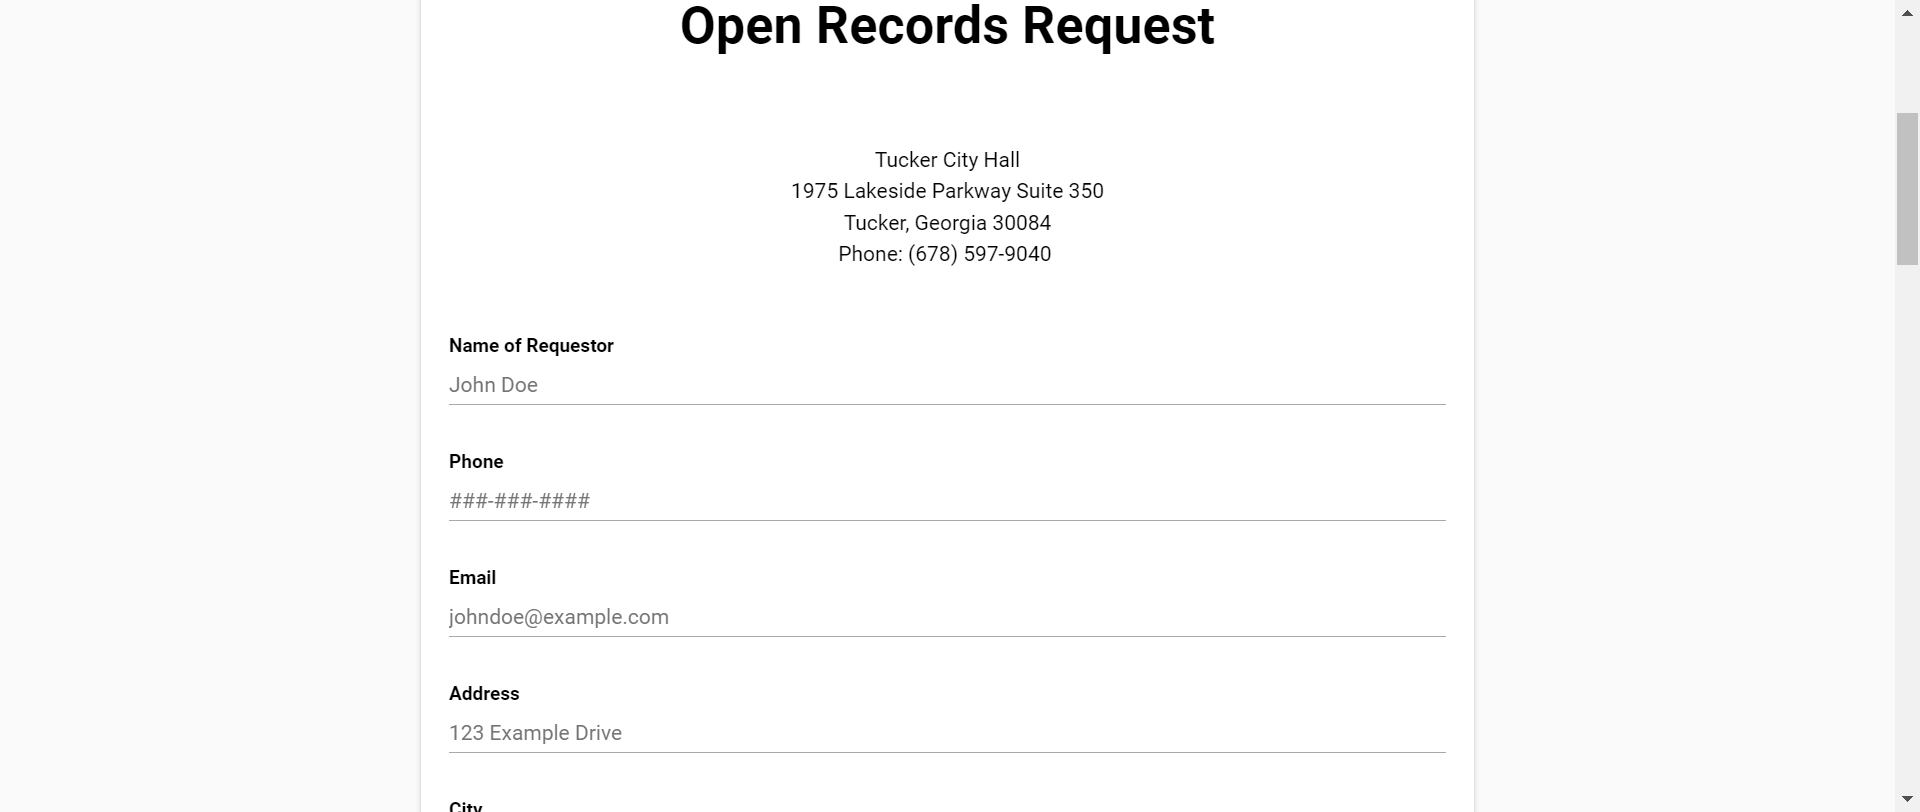 Open Records Request
Tucker City Hall
1975 Lakeside Parkway Suite 350
Tucker, Georgia 30084
Phone: (678) 597-9040
Name of Requestor
John Doe
Phone
###-###-####
Email
johndoe@example.com
Address
123 Example Drive
City